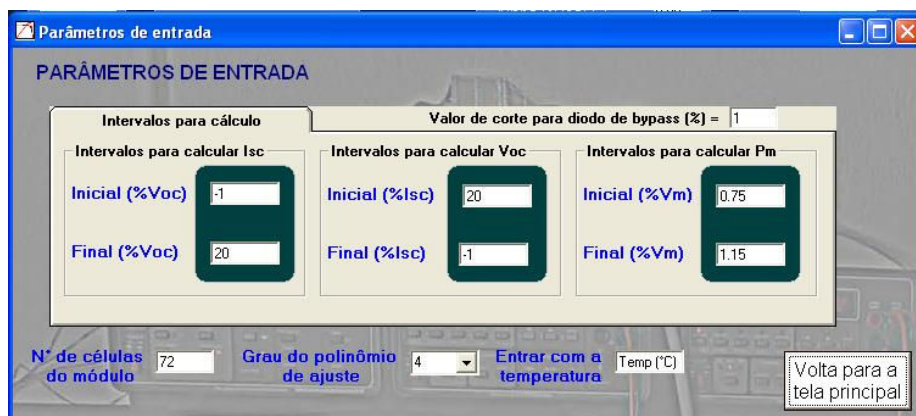 Parâmetros de entrada
PARÂMETROS DE ENTRADA
Intervalos para cálculo
Valor de corte para diodo de bypass (%) = 1
Intervalos para calcular Isc
Inicial (%Voc) -1
Final (%Voc) 20
Intervalos para calcular Voc
Inicial (%Isc) 20
Final (%Isc) -1
Intervalos para calcular Pm
Inicial (%Vm) 0.75
Final (%Vm) 1.15
N° de células
do módulo
72
Grau do polinômio
de ajuste
4
Entrar com a
temperatura
Temp (°C)
Volta para a
tela principal